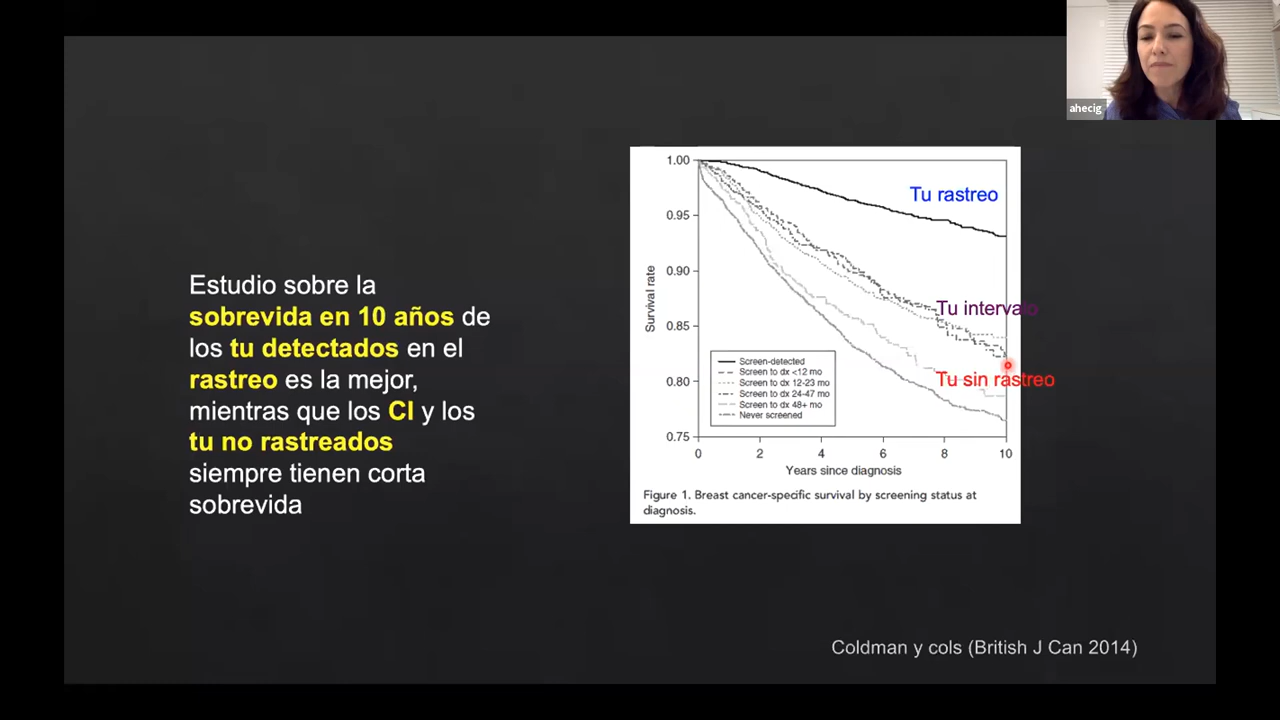 ahecig
Estudio sobre la
sobrevida en 10 años de
los tu detectados en el
rastreo es la mejor,
mientras que los CI y los
tu no rastreados
siempre tienen corta
sobrevida
1.00
0.95
0.90
0.85
0.80
0.75
Survival rate
Tu rastreo
Tu intervalo
Tu sin rastreo
Screen-detected
Screen to dx <12 mo
Screen to dx 12-23 mo
Screen to dx 24-47 mo
Screen to dx 48+ mo
Never screened
0 2 4 6 8 10
Years since diagnosis
Figure 1. Breast cancer-specific survival by screening status at
diagnosis.
Coldman y cols (British J Can 2014)